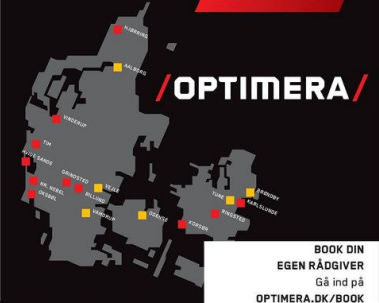 HJØRRING
AALBORG
/OPTIMERA/
VINDERUP
TIM
HVIDE SANDE
GRINDSTED
NR. NEBEL
BILLUND
VEJLE
OKSBØL
VAMDRUP
ODENSE
KORSØR
TUNE
BRØNDBY
KARLSLUNDE
RINGSTED
BOOK DIN
EGEN RÅDGIVER
Gå ind på
OPTIMERA.DK/BOOK